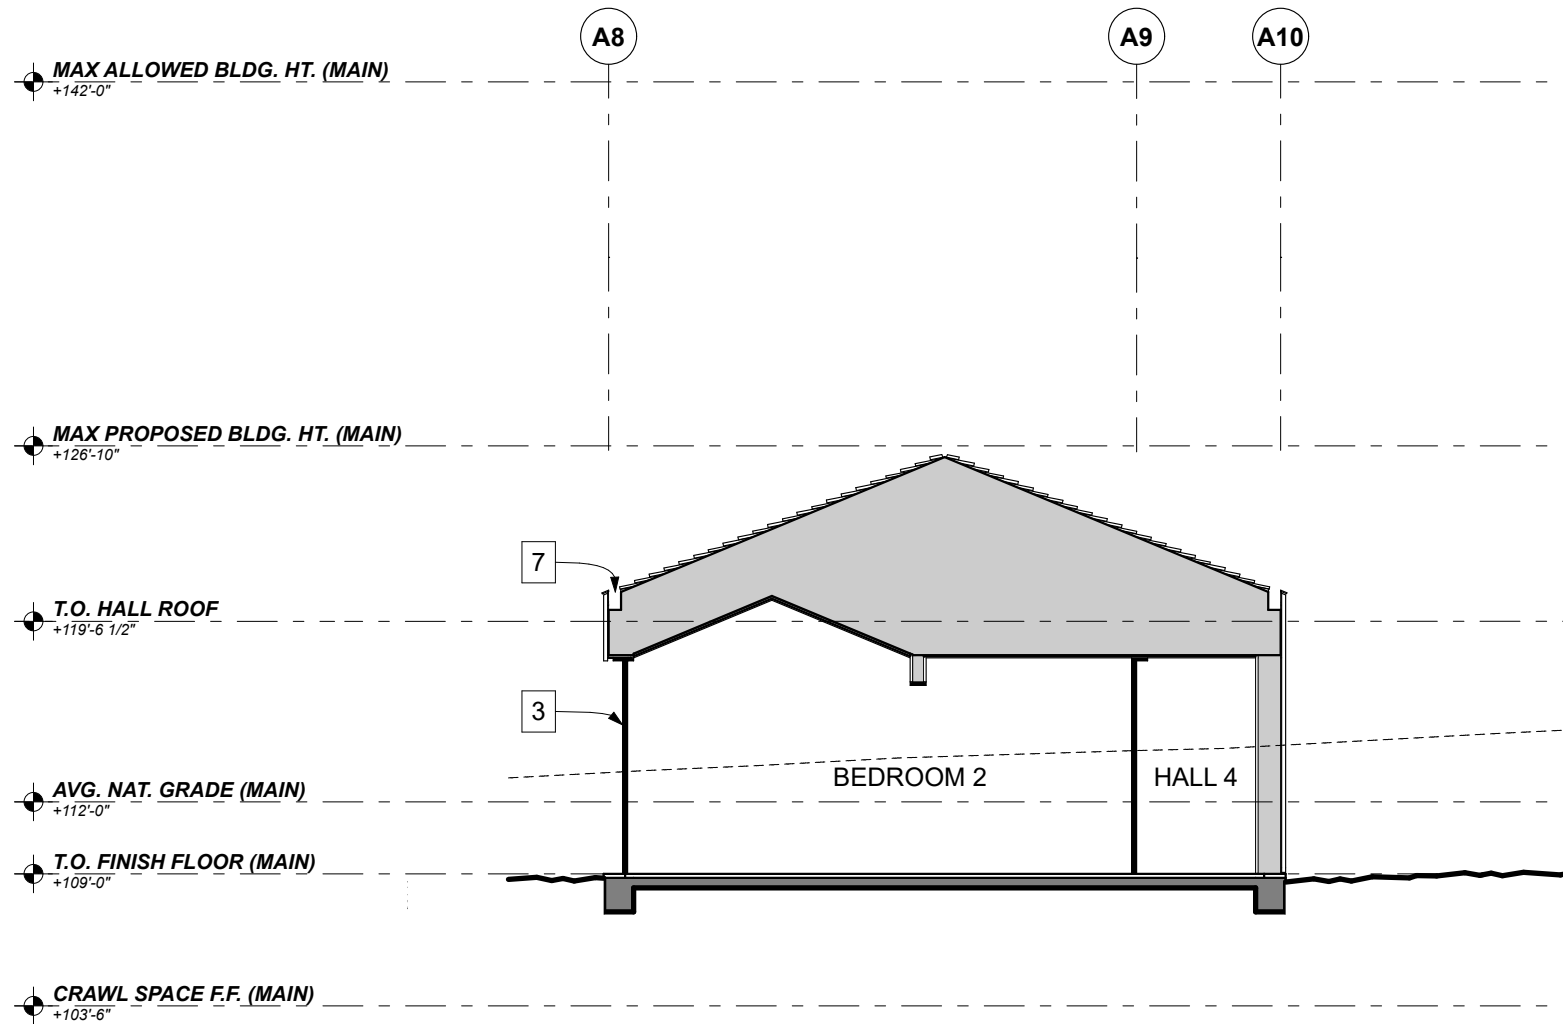 A8
A9
A10
MAX ALLOWED BLDG. HT. (MAIN)
+142'-0"
MAX PROPOSED BLDG. HT. (MAIN)
+126'-10"
7
T.O. HALL ROOF
+119'-6 1/2"
3
BEDROOM 2
HALL 4
AVG. NAT. GRADE (MAIN)
+112'-0"
T.O. FINISH FLOOR (MAIN)
+109'-0"
CRAWL SPACE F.F. (MAIN)
+103'-6"